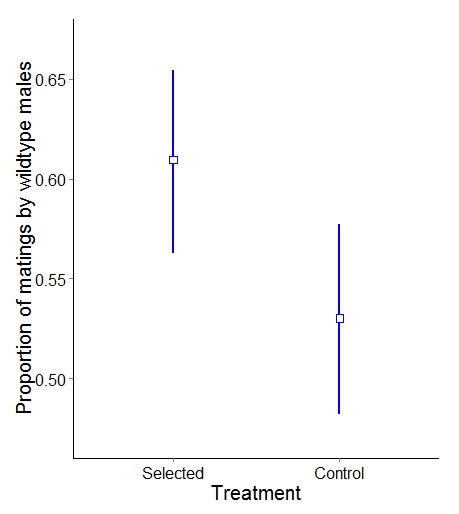 Proportion of matings by wildtype males
0.65
0.60
0.55
0.50
Selected
Control
Treatment